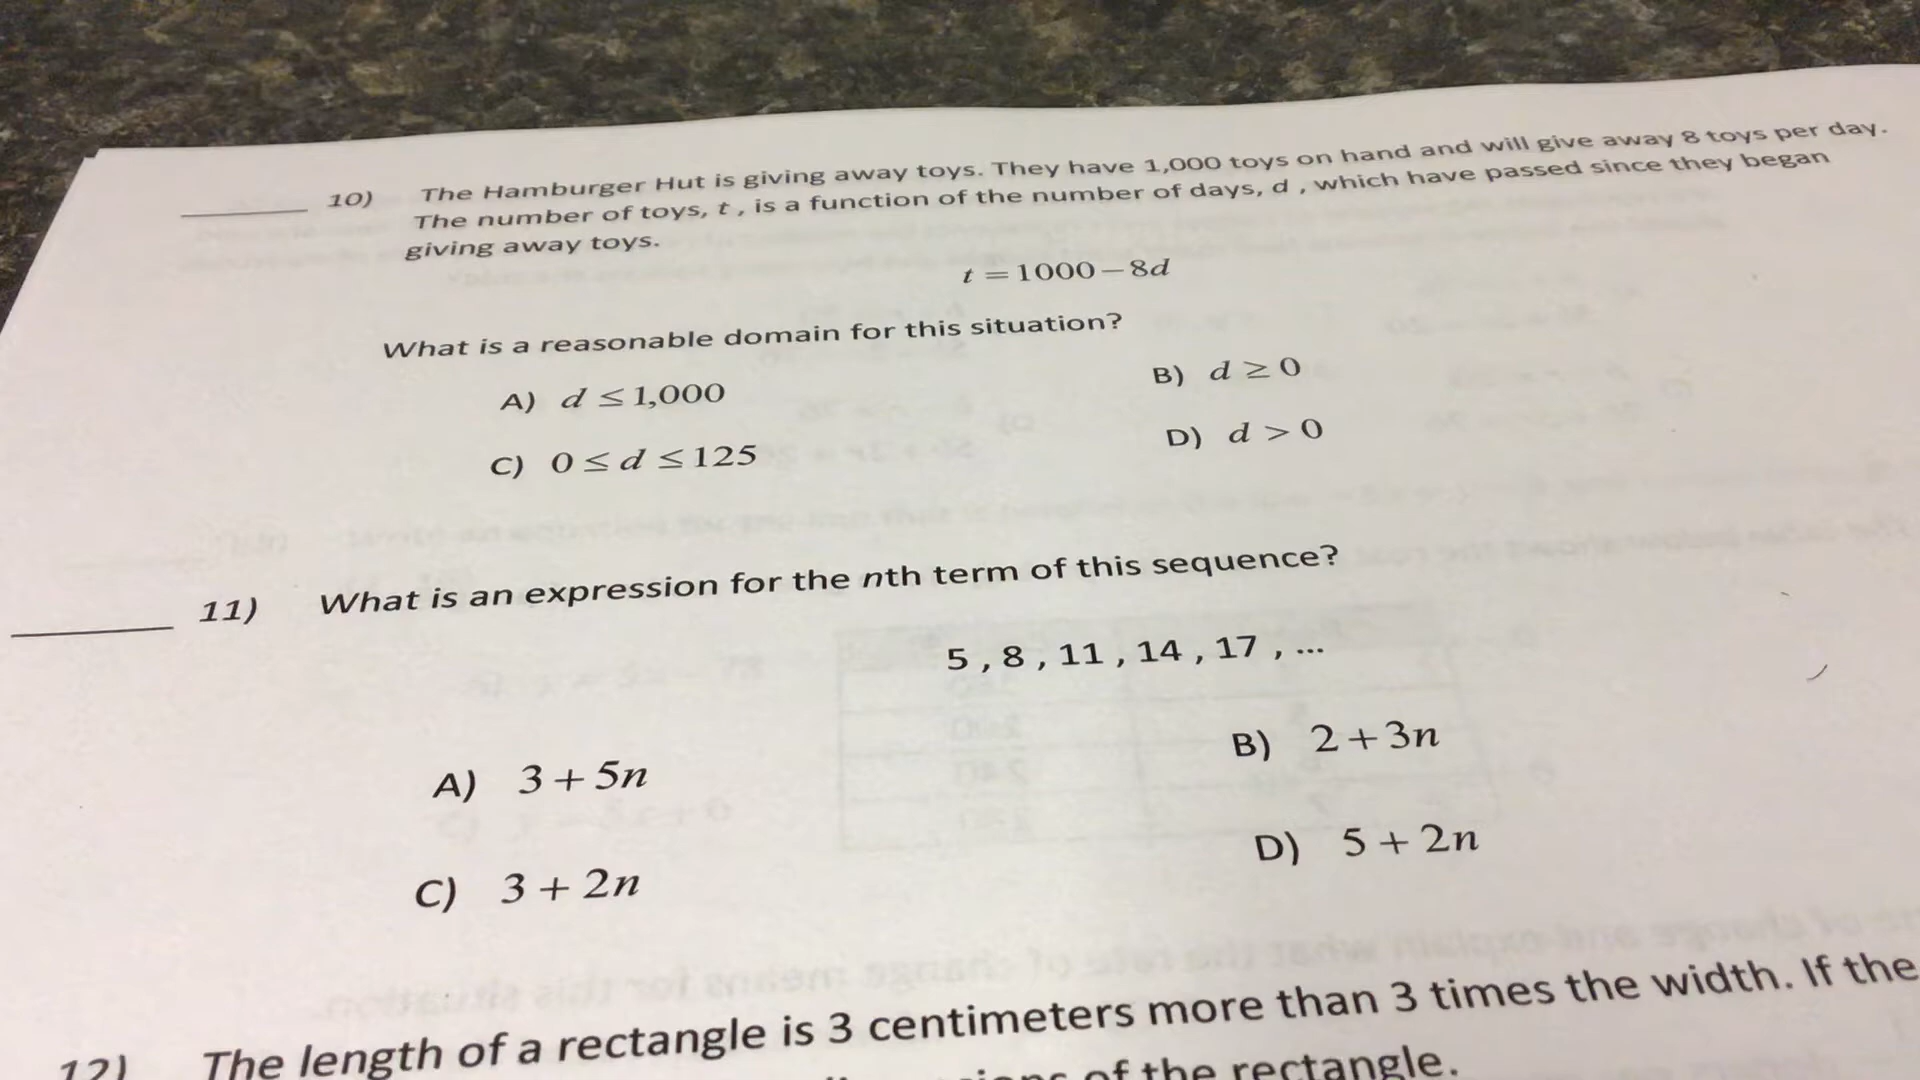 10) The Hamburger Hut is giving away toys. They have 1,000 toys on hand and will give away 8 toys per day.
The number of toys, t , is a function of the number of days, d , which have passed since they began
giving away toys.
t = 1000 – 8d
What is a reasonable domain for this situation?
A) d ≤ 1,000
B) d ≥ 0
C) 0 ≤ d ≤ 125
D) d > 0
11) What is an expression for the nth term of this sequence?
5 , 8 , 11 , 14 , 17 , ...
A) 3 + 5n
B) 2 + 3n
C) 3 + 2n
D) 5 + 2n
12) The length of a rectangle is 3 centimeters more than 3 times the width. If the
of the rectangle.